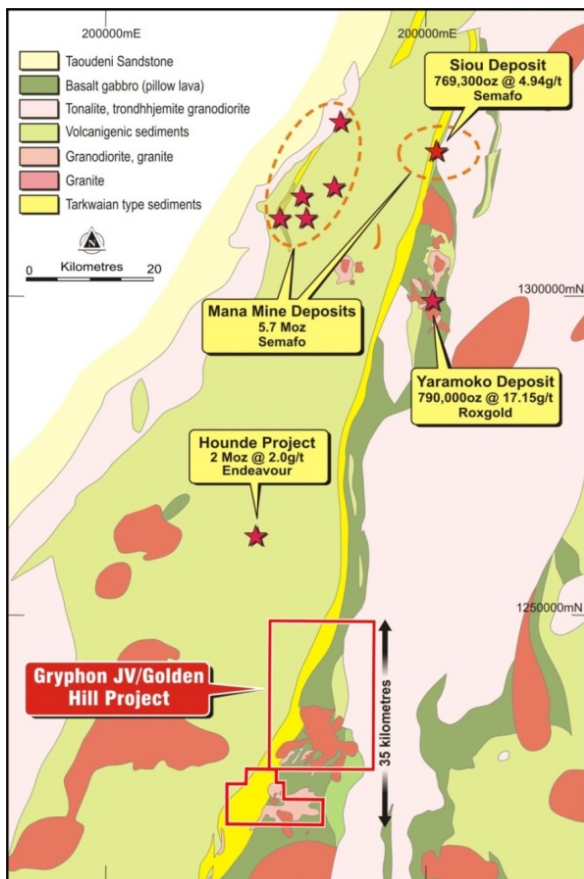 200000mE
200000mE
Taoudeni Sandstone
Basalt gabbro (pillow lava)
Tonalite, trondhhjemite granodiorite
Volcanigenic sediments
Granodiorite, granite
Granite
Tarkwaian type sediments
N
Kilometres
0 20
Siou Deposit
769,300oz @ 4.94g/t
Semafo
1300000mN
Mana Mine Deposits
5.7 Moz
Semafo
Yaramoko Deposit
790,000oz @ 17.15g/t
Roxgold
Hounde Project
2 Moz @ 2.0g/t
Endeavour
1250000mN
Gryphon JV/Golden
Hill Project
35 kilometres